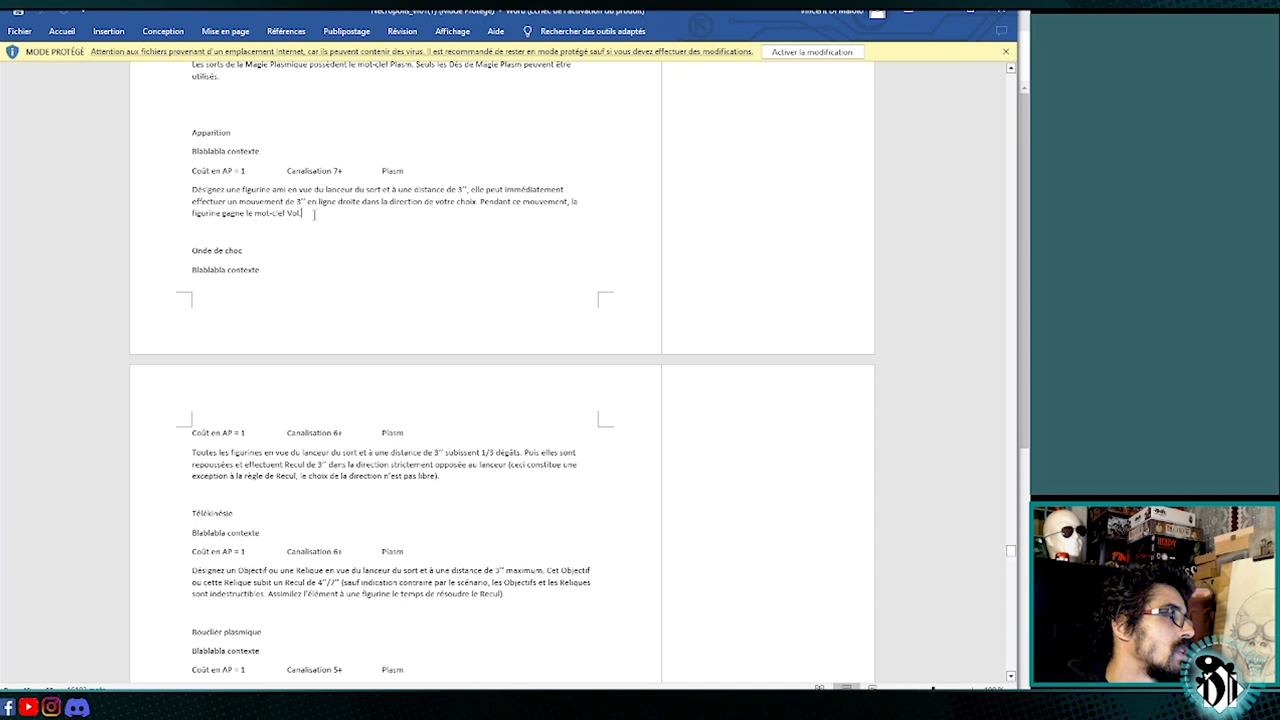 Necropolis_vf01(1) (Mode Protégé) - Word (Échec de l'activation du produit)
Vincent Di Maiolo
Fichier Accueil Insertion Conception Mise en page Références Publipostage Révision Affichage Aide Rechercher des outils adaptés
MODE PROTÉGÉ Attention aux fichiers provenant d'un emplacement Internet, car ils peuvent contenir des virus. Il est recommandé de rester en mode protégé sauf si vous devez effectuer des modifications. Activer la modification
Les sorts de la Magie Plasmique possèdent le mot-clef Plasm. Seuls les Dés de Magie Plasm peuvent être
utilisés.
Apparition
Blablabla contexte
Coût en AP = 1 Canalisation 7+ Plasm
Désignez une figurine ami en vue du lanceur du sort et à une distance de 3'', elle peut immédiatement
effectuer un mouvement de 3'' en ligne droite dans la direction de votre choix. Pendant ce mouvement, la
figurine gagne le mot-clef Vol.
Onde de choc
Blablabla contexte
Coût en AP = 1 Canalisation 6+ Plasm
Toutes les figurines en vue du lanceur du sort et à une distance de 3'' subissent 1/3 dégâts. Puis elles sont
repoussées et effectuent Recul de 3'' dans la direction strictement opposée au lanceur (ceci constitue une
exception à la règle de Recul, le choix de la direction n'est pas libre).
Télékinésie
Blablabla contexte
Coût en AP = 1 Canalisation 6+ Plasm
Désignez un Objectif ou une Relique en vue du lanceur du sort et à une distance de 3'' maximum. Cet Objectif
ou cette Relique subit un Recul de 4''/7'' (sauf indication contraire par le scénario, les Objectifs et les Reliques
sont indestructibles. Assimilez l'élément à une figurine le temps de résoudre le Recul)
Bouclier plasmique
Blablabla contexte
Coût en AP = 1 Canalisation 5+ Plasm